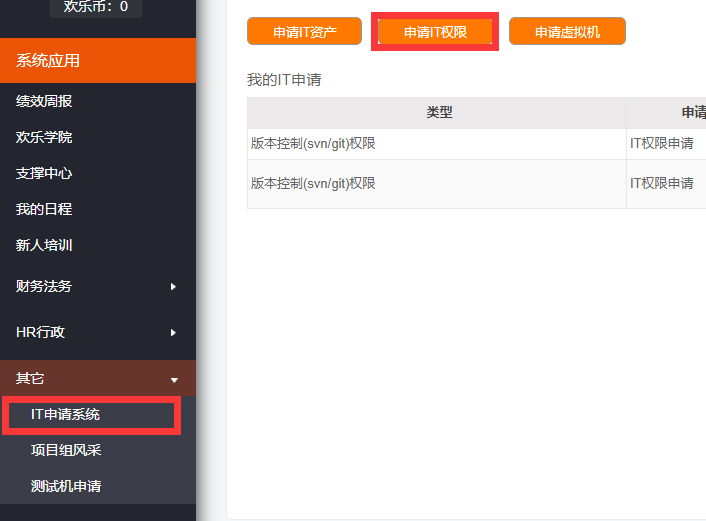 欢乐币：0
系统应用
绩效周报
欢乐学院
支撑中心
我的日程
新人培训
财务法务
HR行政
其它
IT申请系统
项目组风采
测试机申请
申请IT资产 申请IT权限 申请虚拟机
我的IT申请
类型 申请
版本控制(svn/git)权限 IT权限申请
版本控制(svn/git)权限 IT权限申请